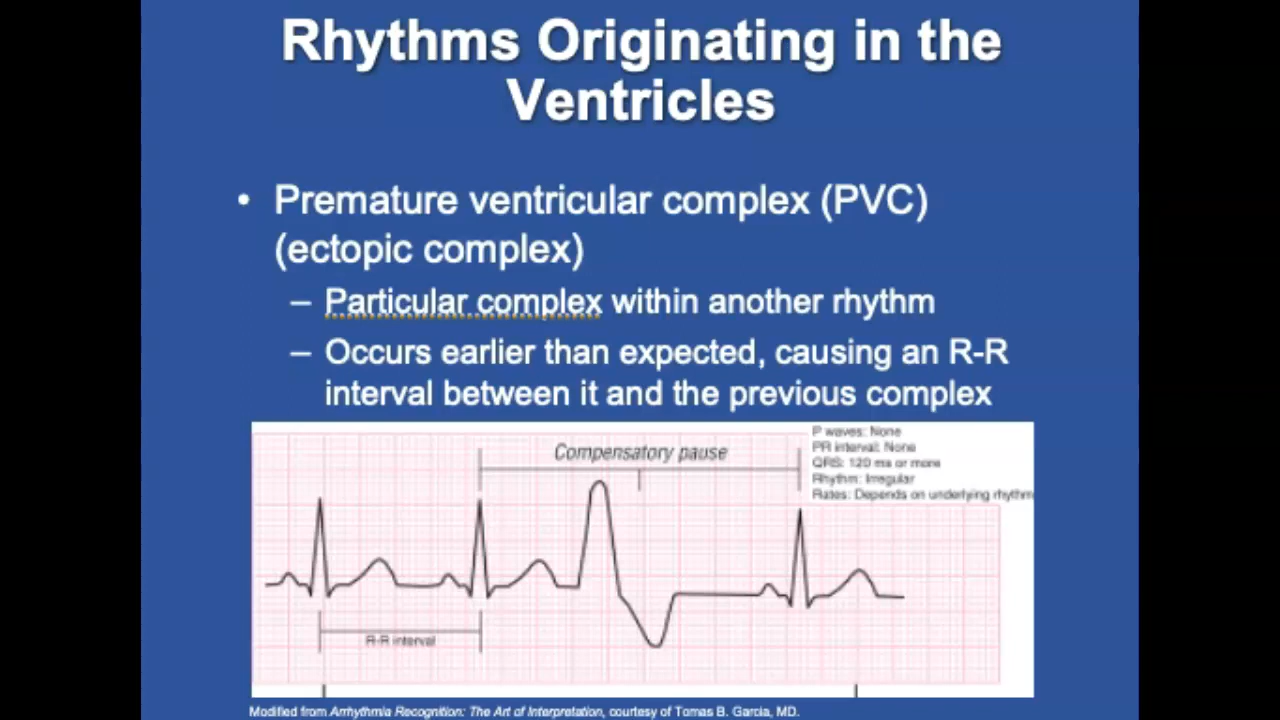 Rhythms Originating in the
Ventricles
• Premature ventricular complex (PVC)
(ectopic complex)
– Particular complex within another rhythm
– Occurs earlier than expected, causing an R-R
interval between it and the previous complex
Compensatory pause
P waves: None
PR interval: None
QRS: 120 ms or more
Rhythm: Irregular
Rates: Depends on underlying rhythm
R-R interval
Modified from Arrhythmia Recognition: The Art of Interpretation, courtesy of Tomas B. Garcia, MD.